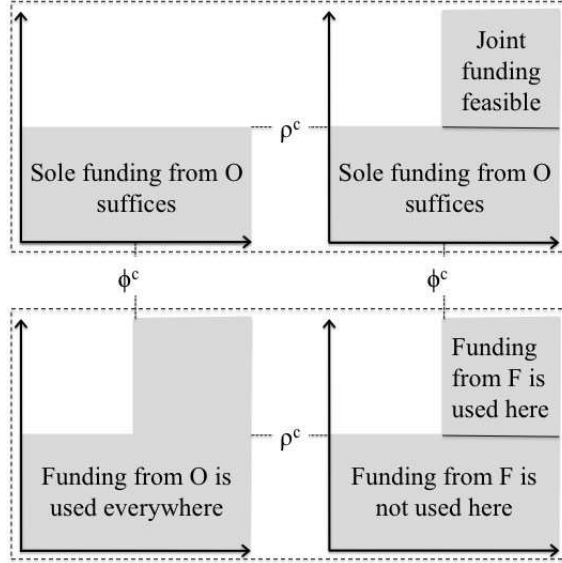 Joint
funding
feasible
ρᶜ
Sole funding from O
suffices
Sole funding from O
suffices
ϕᶜ
ϕᶜ
Funding
from F is
used here
ρᶜ
Funding from O is
used everywhere
Funding from F is
not used here